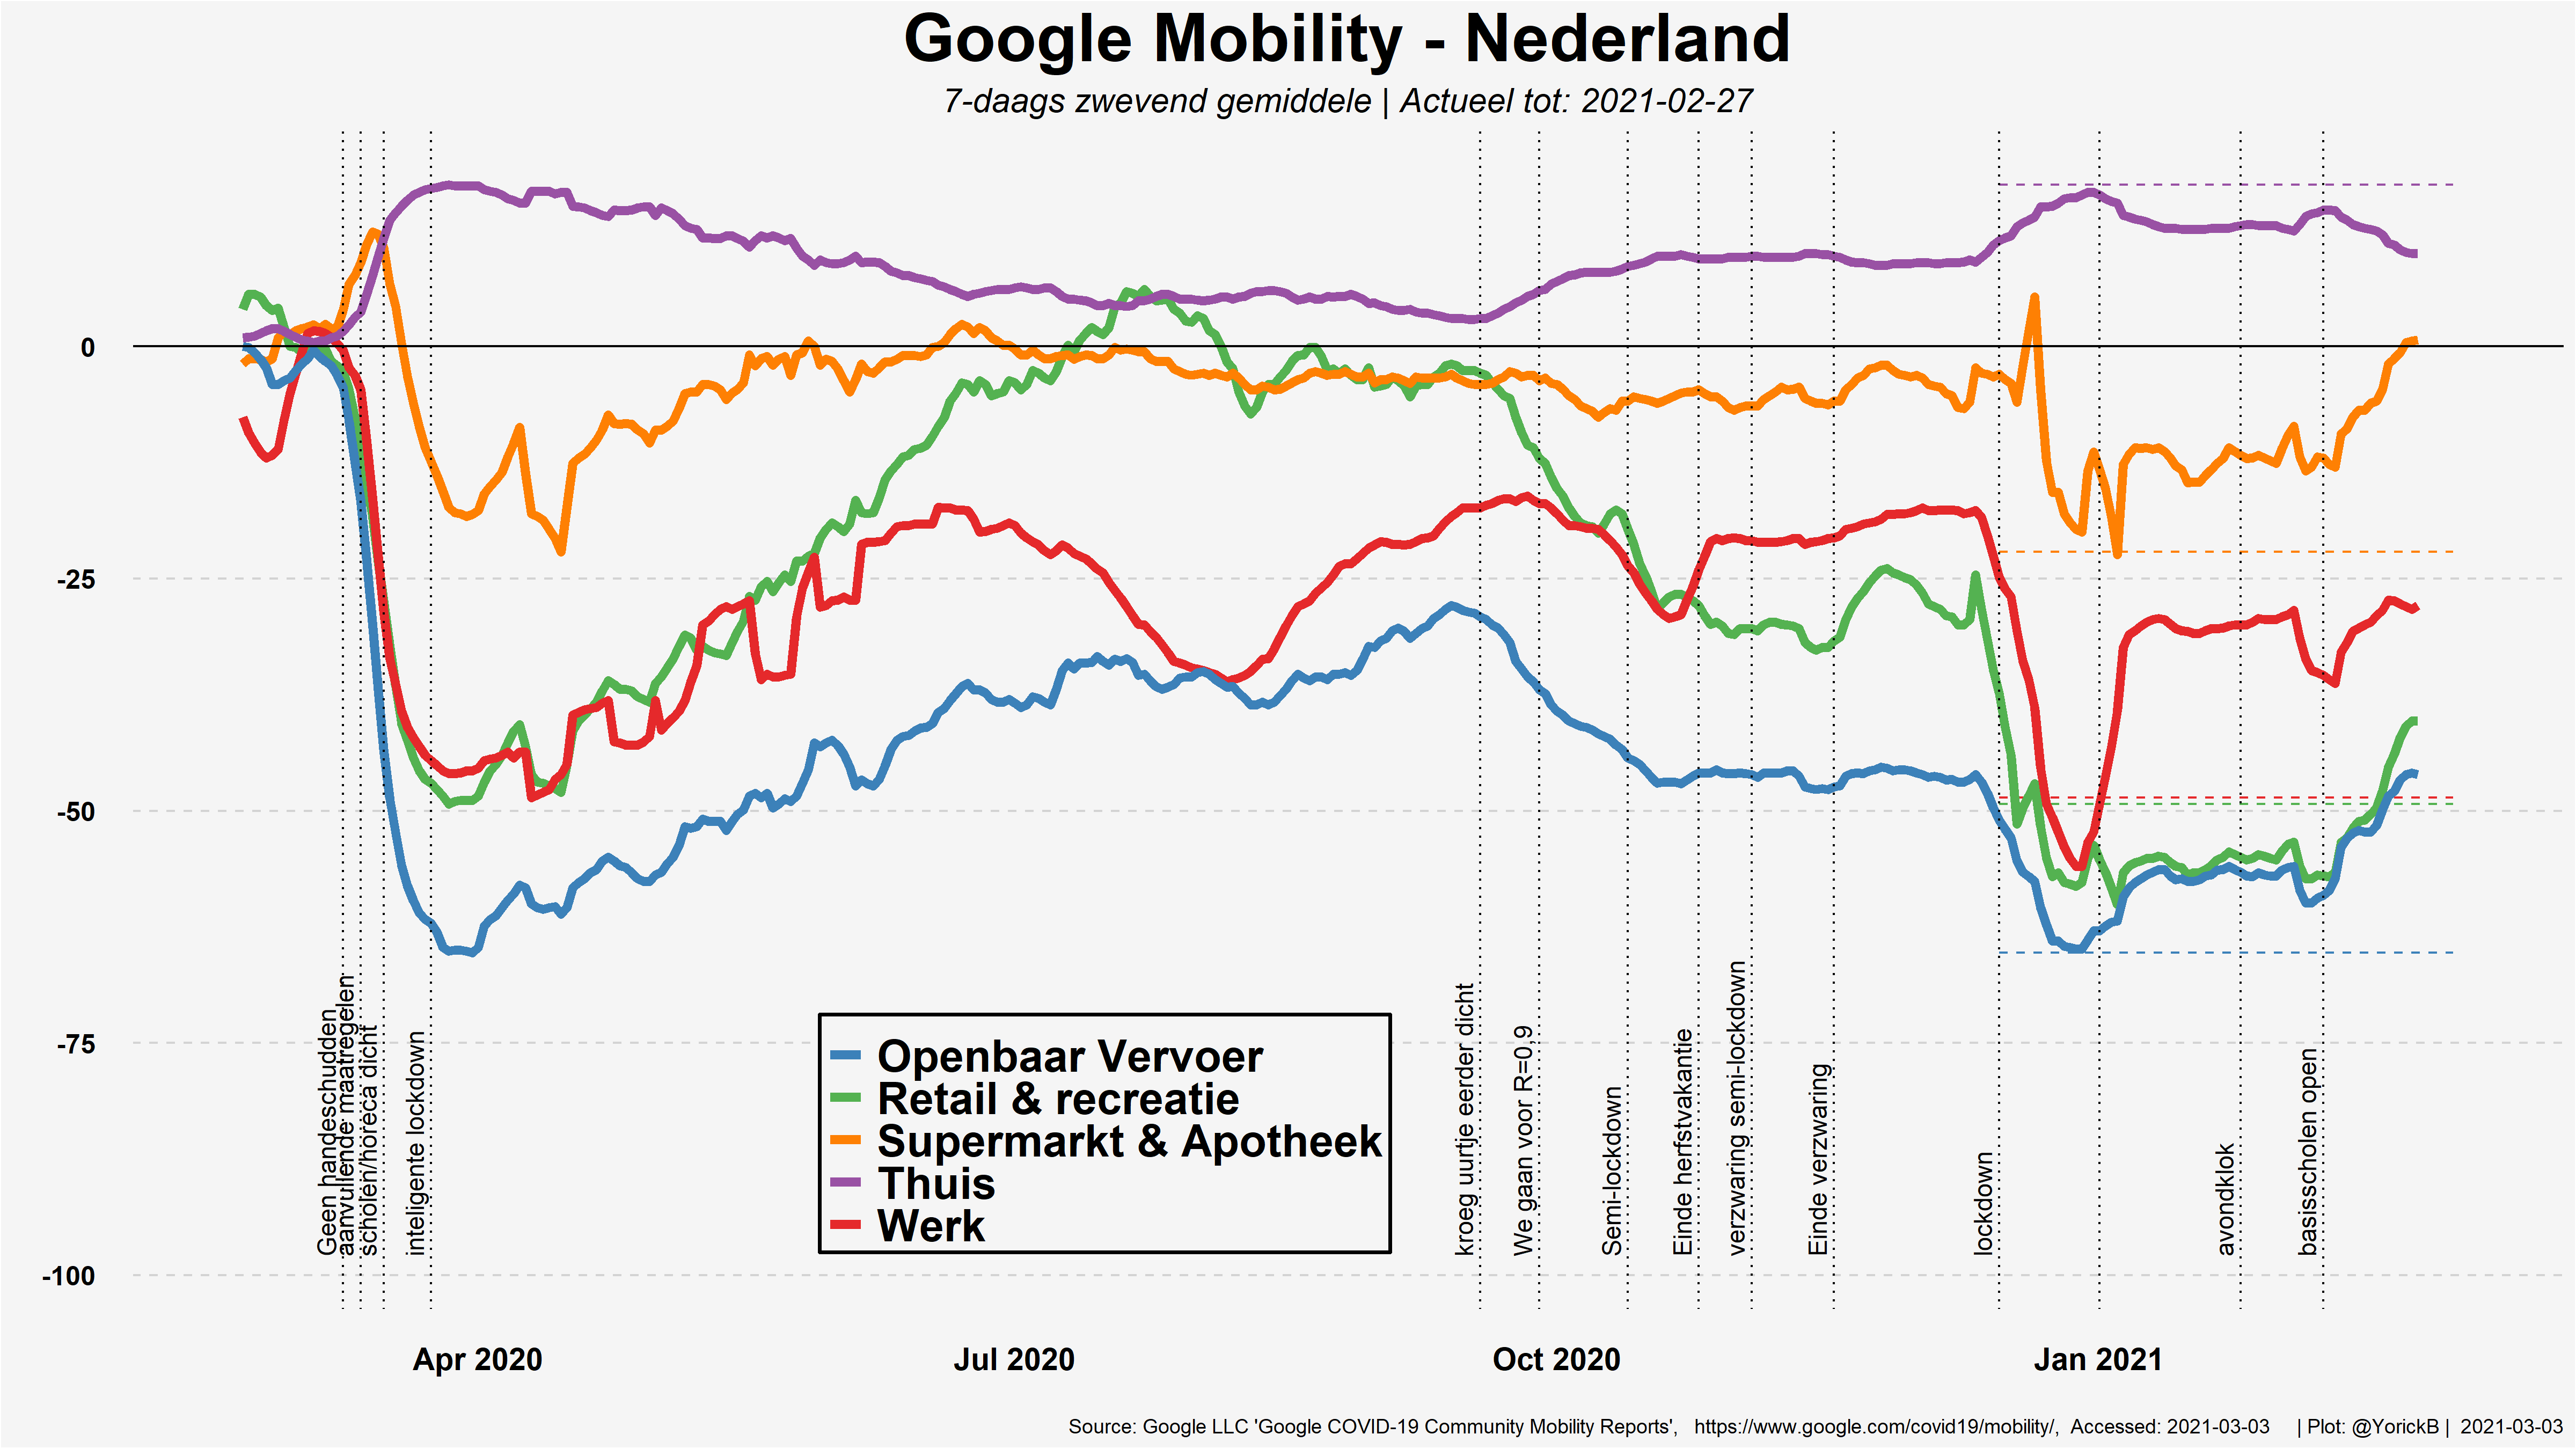 Google Mobility - Nederland
7-daags zwevend gemiddele | Actueel tot: 2021-02-27
0
-25
-50
-75
-100
Geen handeschudden
aanvullende maatregelen
scholen/horeca dicht
inteligente lockdown
kroeg uurtje eerder dicht
We gaan voor R=0,9
Semi-lockdown
Einde herfstvakantie
verzwaring semi-lockdown
Einde verzwaring
lockdown
avondklok
basisscholen open
Openbaar Vervoer
Retail & recreatie
Supermarkt & Apotheek
Thuis
Werk
Apr 2020
Jul 2020
Oct 2020
Jan 2021
Source: Google LLC 'Google COVID-19 Community Mobility Reports', https://www.google.com/covid19/mobility/, Accessed: 2021-03-03 | Plot: @YorickB | 2021-03-03